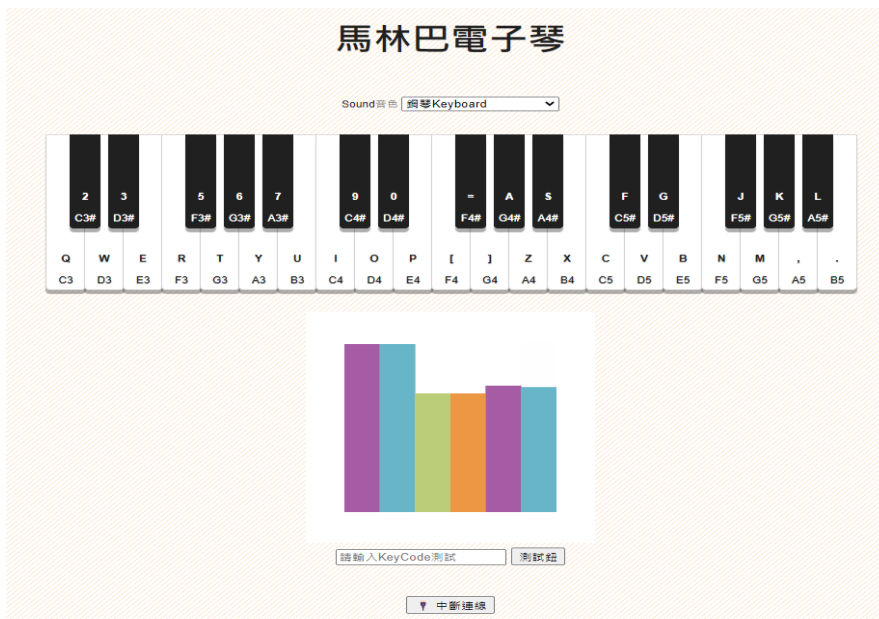 馬林巴電子琴
Sound音色 鋼琴Keyboard
2 3 5 6 7 9 0 = A S F G J K L
C3# D3# F3# G3# A3# C4# D4# F4# G4# A4# C5# D5# F5# G5# A5#
Q W E R T Y U I O P [ ] Z X C V B N M , .
C3 D3 E3 F3 G3 A3 B3 C4 D4 E4 F4 G4 A4 B4 C5 D5 E5 F5 G5 A5 B5
請輸入KeyCode測試 測試鈕
中斷連線